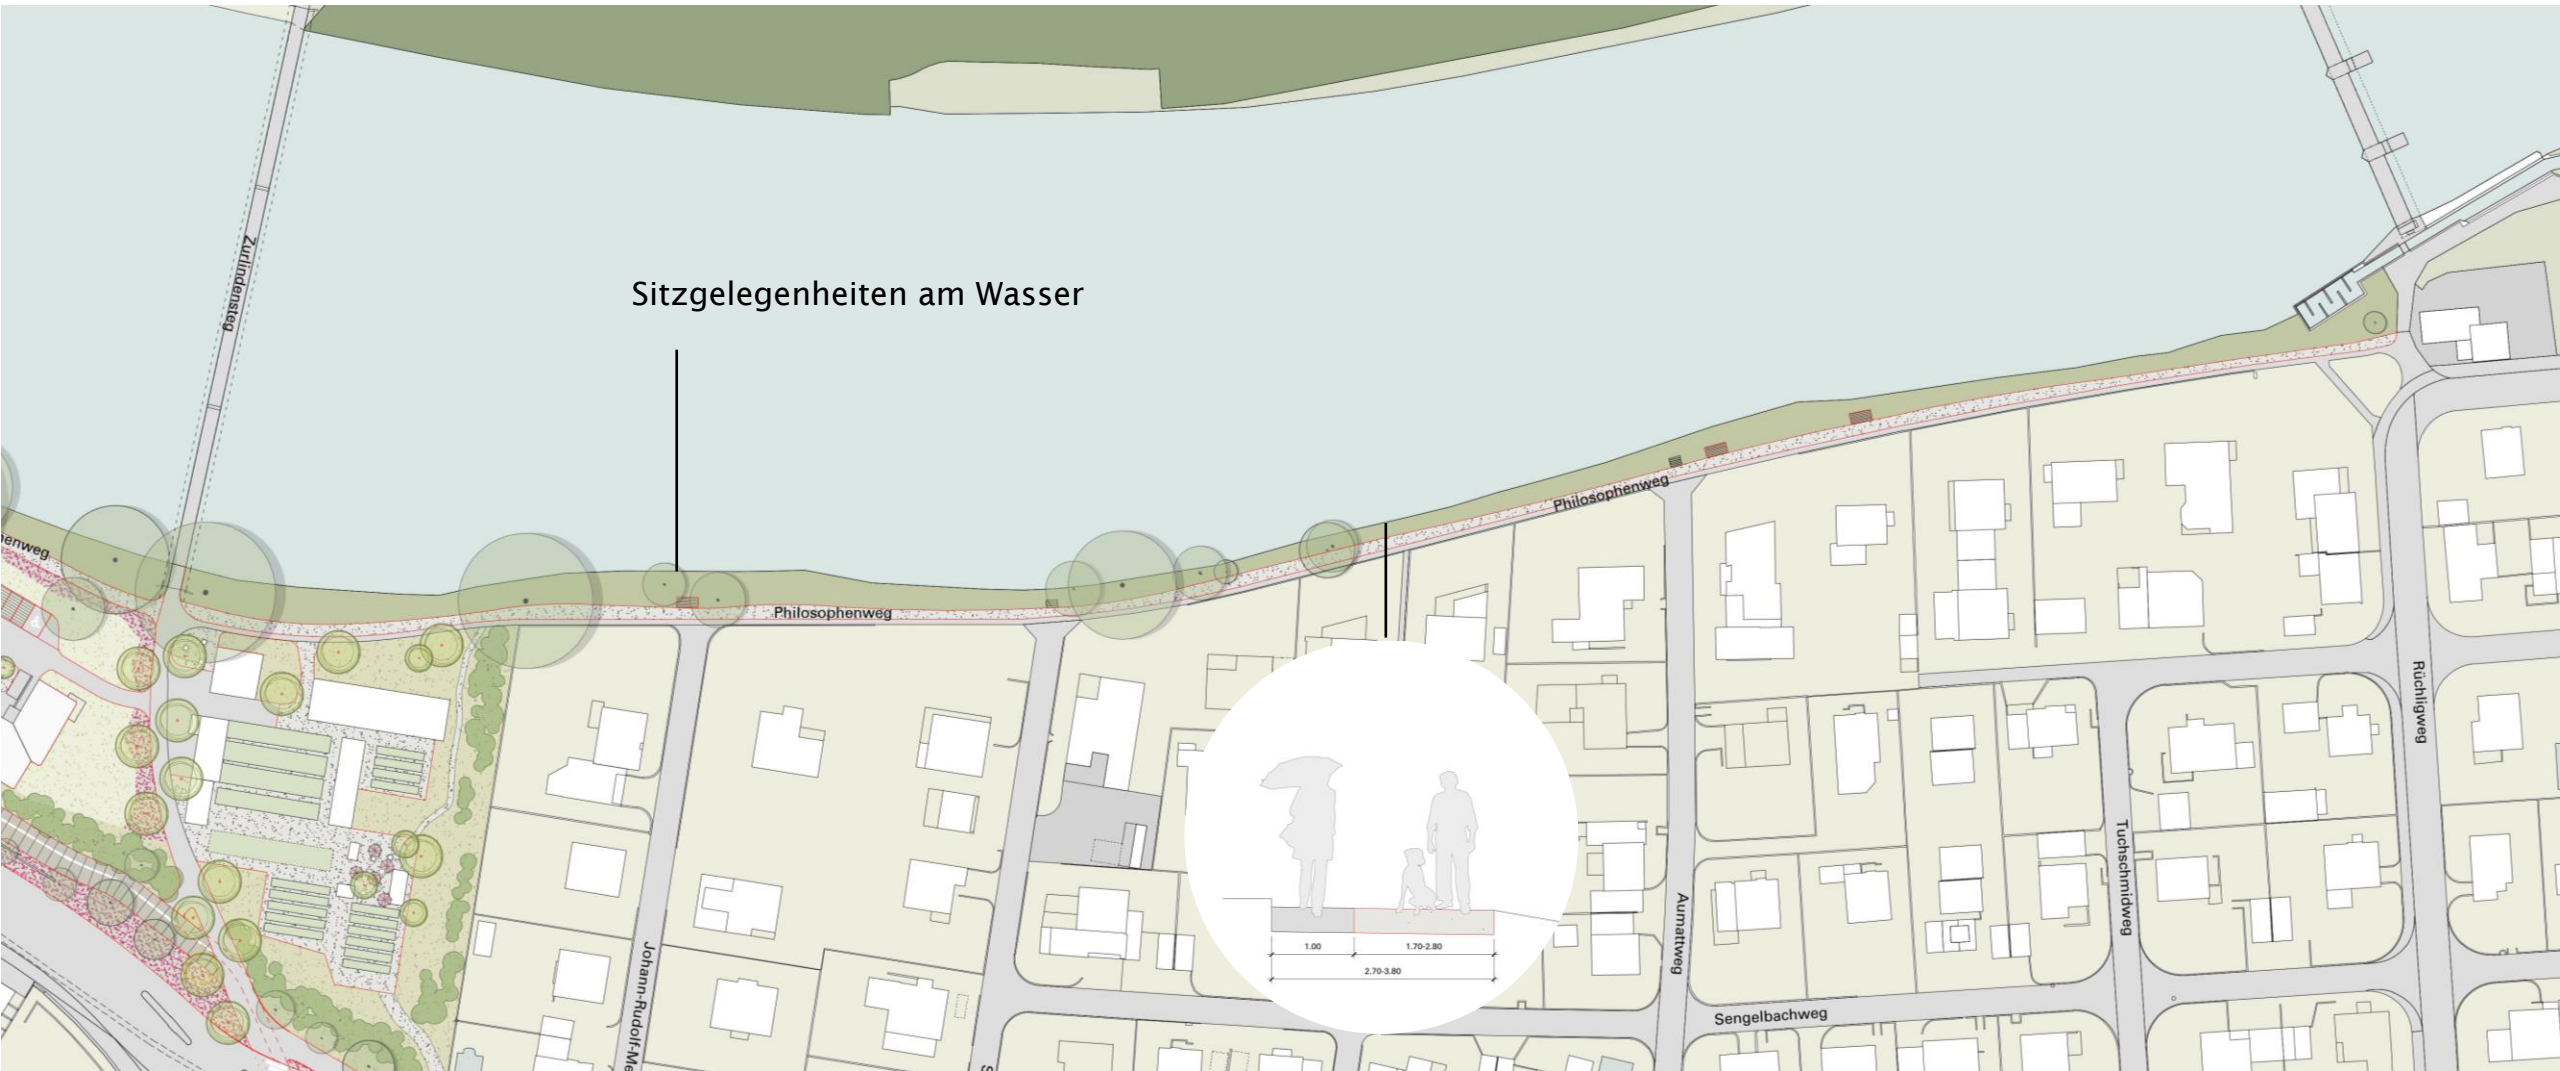 Zurlindensteg
Sitzgelegenheiten am Wasser
Philosophenweg
enweg
Philosophenweg
Rüchligweg
Tuchschmidweg
Aumattweg
Johann-Rudolf-Me
1.00
1.70-2.80
2.70-3.80
Sengelbachweg
S